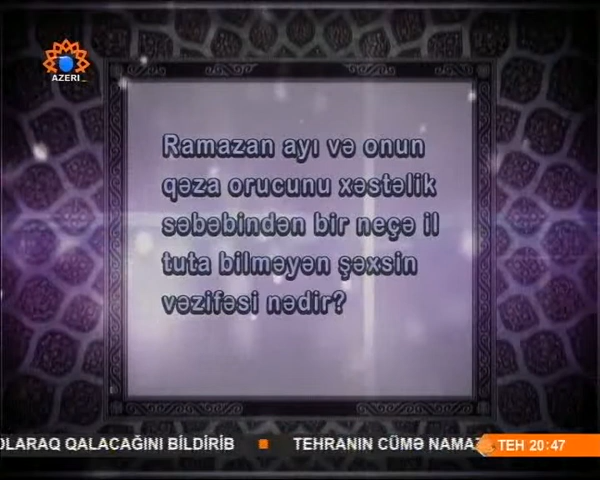 AZERI
Ramazan ayı və onun
qəza orucunu xəstəlik
səbəbindən bir neçə il
tuta bilməyən şəxsin
vəzifəsi nədir?
OLARAQ QALACAĞINI BİLDİRİB ■ TEHRANIN CÜMƏ NAMAZ
TEH 20:47